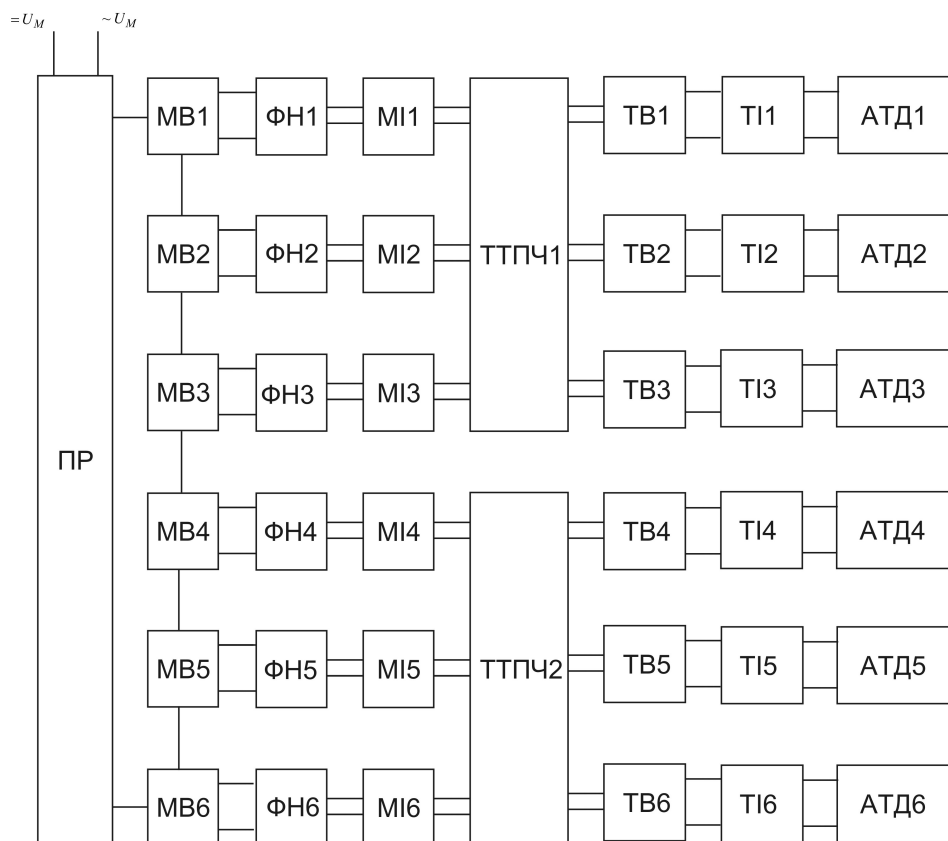 =U_M ~U_M
МВ1 ФН1 МІ1 ТВ1 ТІ1 АТД1
МВ2 ФН2 МІ2 ТТПЧ1 ТВ2 ТІ2 АТД2
МВ3 ФН3 МІ3 ТВ3 ТІ3 АТД3
ПР
МВ4 ФН4 МІ4 ТВ4 ТІ4 АТД4
МВ5 ФН5 МІ5 ТТПЧ2 ТВ5 ТІ5 АТД5
МВ6 ФН6 МІ6 ТВ6 ТІ6 АТД6